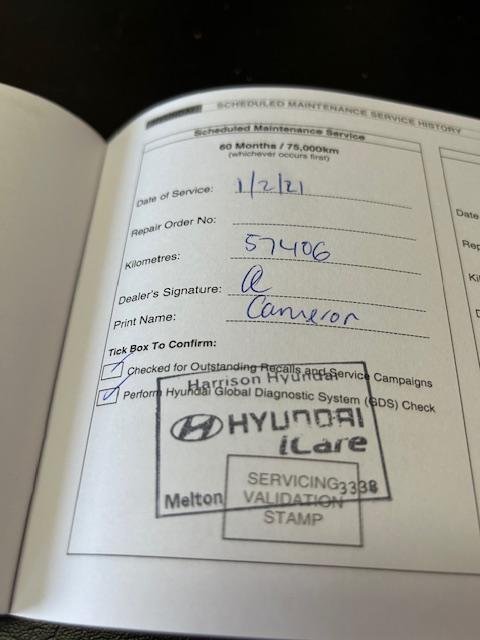 SCHEDULED MAINTENANCE SERVICE HISTORY
Scheduled Maintenance Service
60 Months / 75,000km
(whichever occurs first)
Date of Service: 1/2/21
Repair Order No:
Kilometres: 57406
Dealer's Signature:
Print Name: Cameron
Tick Box To Confirm:
Checked for Outstanding Recalls and Service Campaigns
Perform Hyundai Global Diagnostic System (GDS) Check
Harrison Hyundai
HYUNDAI
iCare
Melton 3338
SERVICING
VALIDATION
STAMP
Date